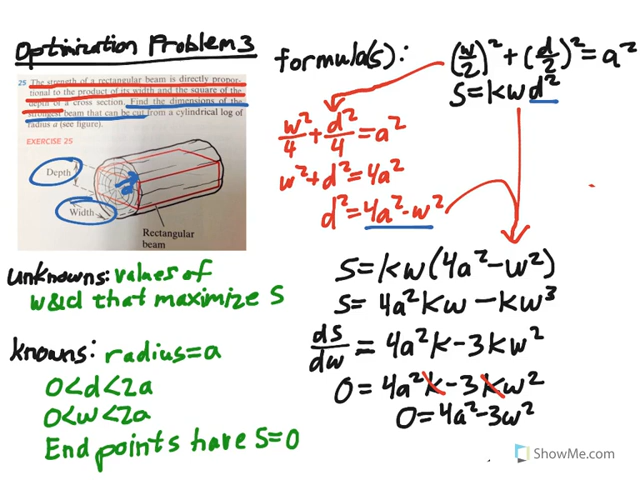 Optimization Problem 3
25 The strength of a rectangular beam is directly propor-
tional to the product of its width and the square of the
depth of a cross section. Find the dimensions of the
strongest beam that can be cut from a cylindrical log of
radius a (see figure).
EXERCISE 25
Depth
a
Width
Rectangular
beam
unknowns: values of
w&d that maximize S
knowns: radius=a
0<d<2a
0<w<2a
End points have S=0
formula(s):
(w/2)²+(d/2)²=a²
S=kwd²
w²/4+d²/4=a²
w²+d²=4a²
d²=4a²-w²
S=kw(4a²-w²)
S=4a²kw-kw³
dS/dw=4a²k-3kw²
0=4a²k-3kw²
0=4a²-3w²
ShowMe.com